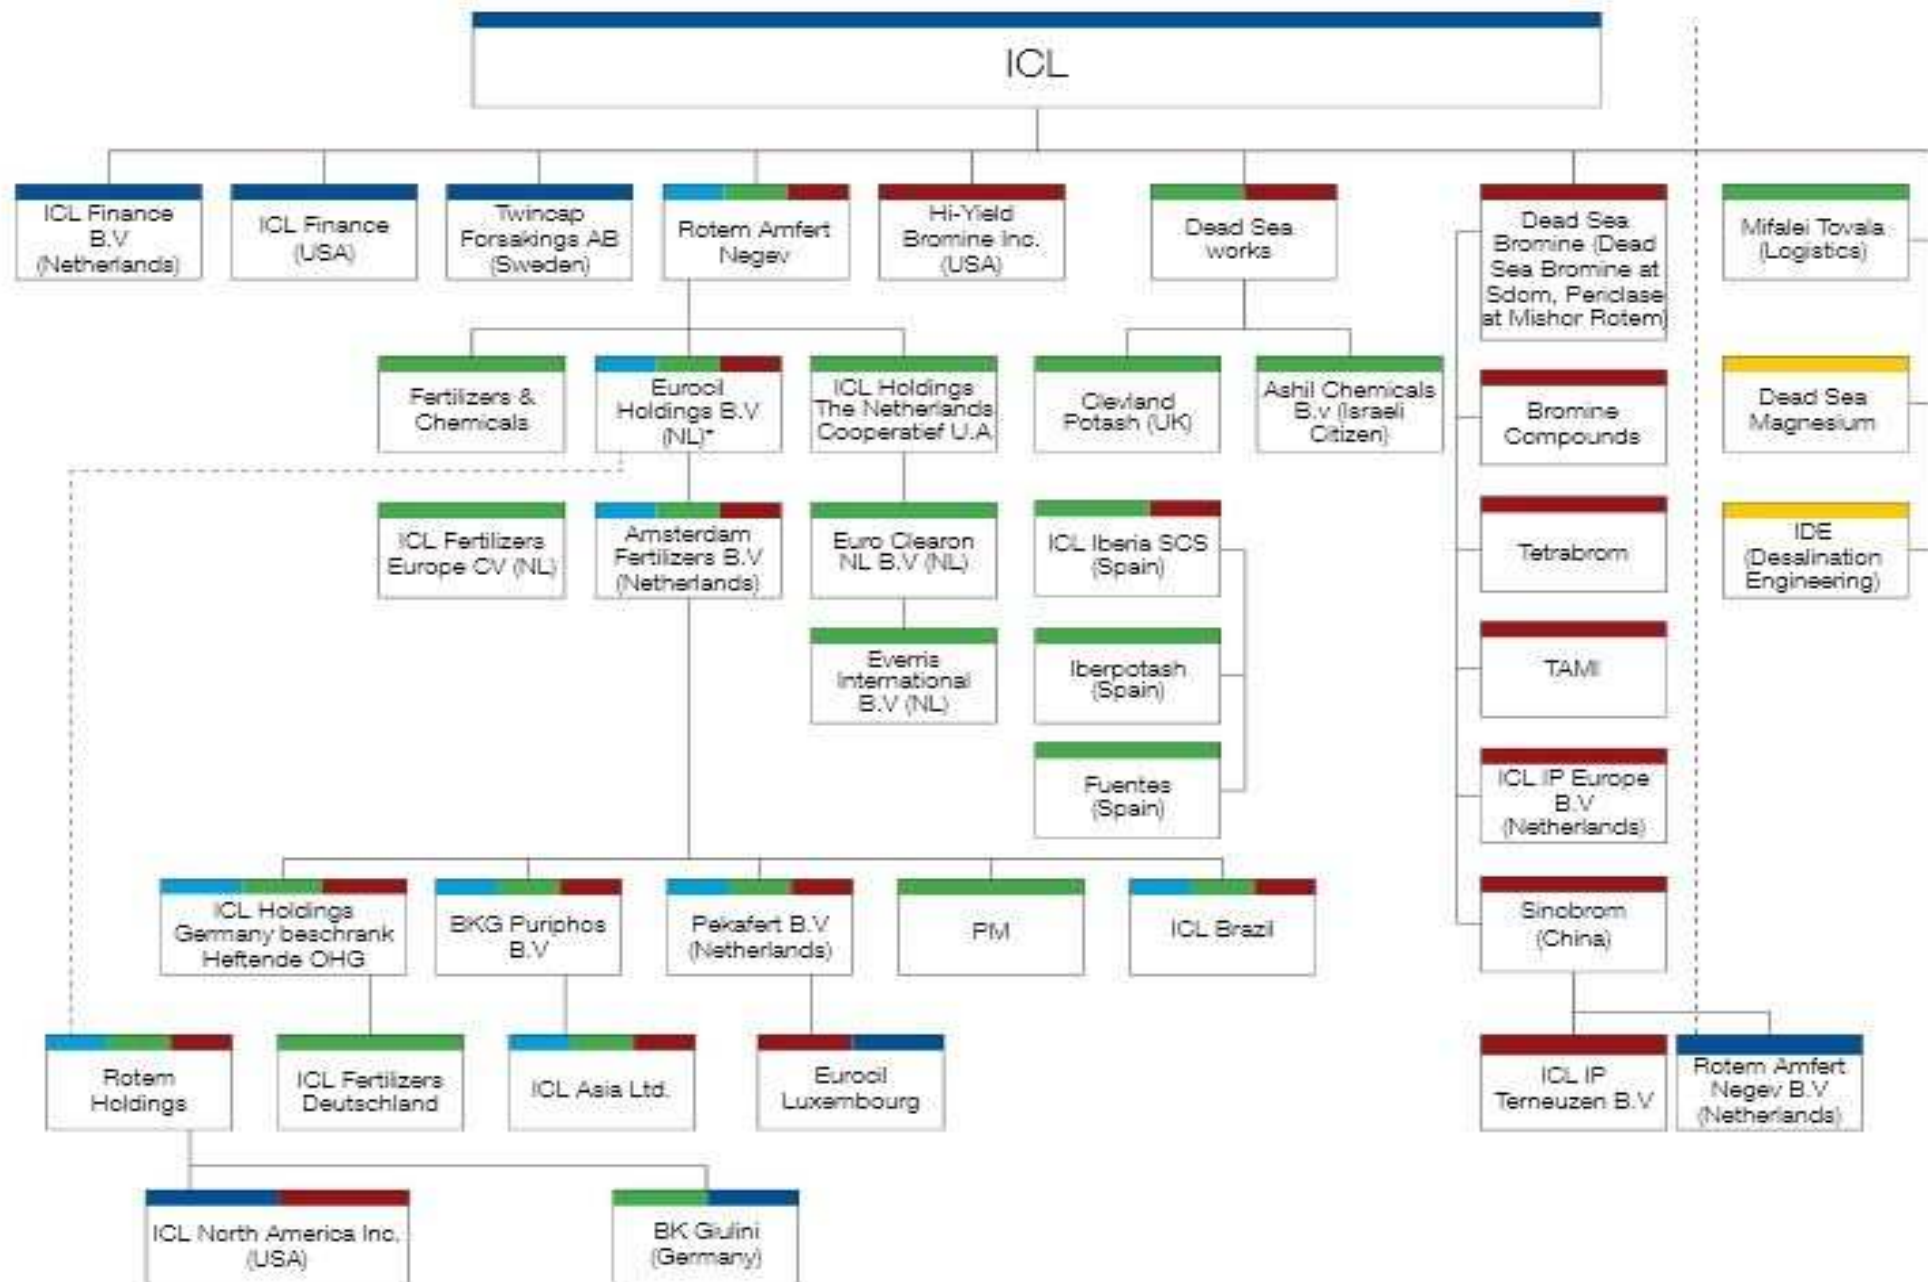 ICL
ICL Finance
B.V
(Netherlands)
ICL Finance
(USA)
Twincap
Forsakings AB
(Sweden)
Rotem Amfert
Negev
Hi-Yield
Bromine Inc.
(USA)
Dead Sea
works
Dead Sea
Bromine (Dead
Sea Bromine at
Sdom, Periclase
at Mishor Rotem)
Mifalei Tovala
(Logistics)
Fertilizers &
Chemicals
Eurocil
Holdings B.V
(NL)*
ICL Holdings
The Netherlands
Cooperatief U.A
Clevland
Potash (UK)
Ashil Chemicals
B.v (Israeli
Citizen)
Bromine
Compounds
Dead Sea
Magnesium
ICL Fertilizers
Europe CV (NL)
Amsterdam
Fertilizers B.V
(Netherlands)
Euro Clearon
NL B.V (NL)
ICL Iberia SCS
(Spain)
Tetrabrom
IDE
(Desalination
Engineering)
Everris
International
B.V (NL)
Iberpotash
(Spain)
TAMI
Fuentes
(Spain)
ICL IP Europe
B.V
(Netherlands)
ICL Holdings
Germany beschrank
Heftende OHG
BKG Puriphos
B.V
Pekafert B.V
(Netherlands)
PM
ICL Brazil
Sinobrom
(China)
Rotem
Holdings
ICL Fertilizers
Deutschland
ICL Asia Ltd.
Eurocil
Luxembourg
ICL IP
Terneuzen B.V
Rotem Amfert
Negev B.V
(Netherlands)
ICL North America Inc.
(USA)
BK Giulini
(Germany)